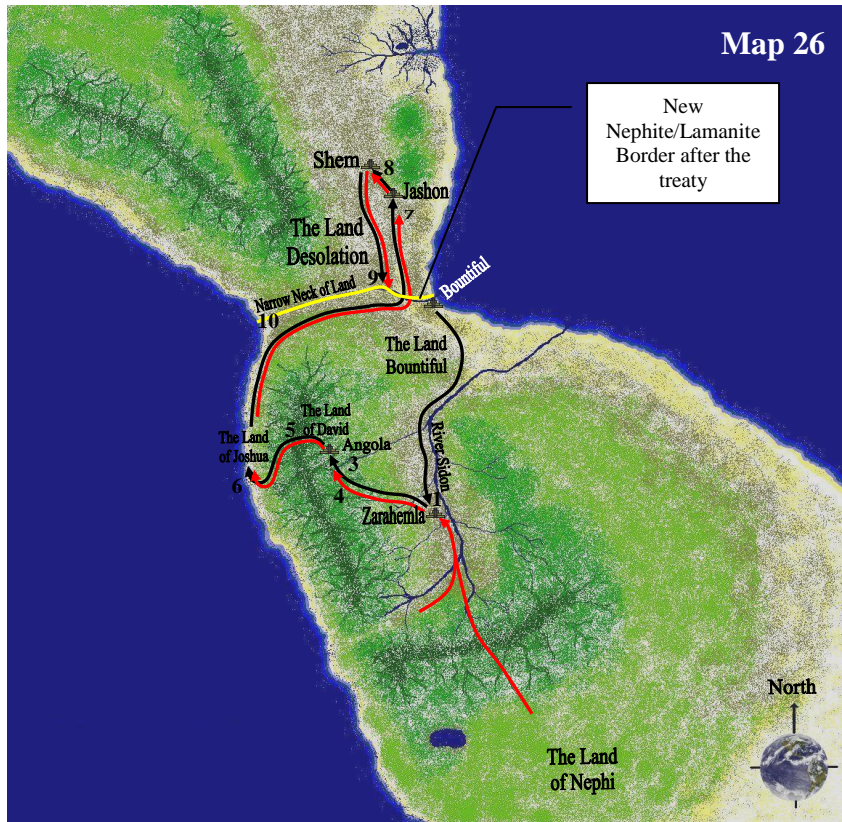 Map 26
New
Nephite/Lamanite
Border after the
treaty
Shem
8
Jashon
7
The Land
Desolation
9
Narrow Neck of Land
10
Bountiful
The Land
Bountiful
The Land
of David
5
Angola
The Land
of Joshua
3
6
4
River Sidon
1
Zarahemla
North
The Land
of Nephi